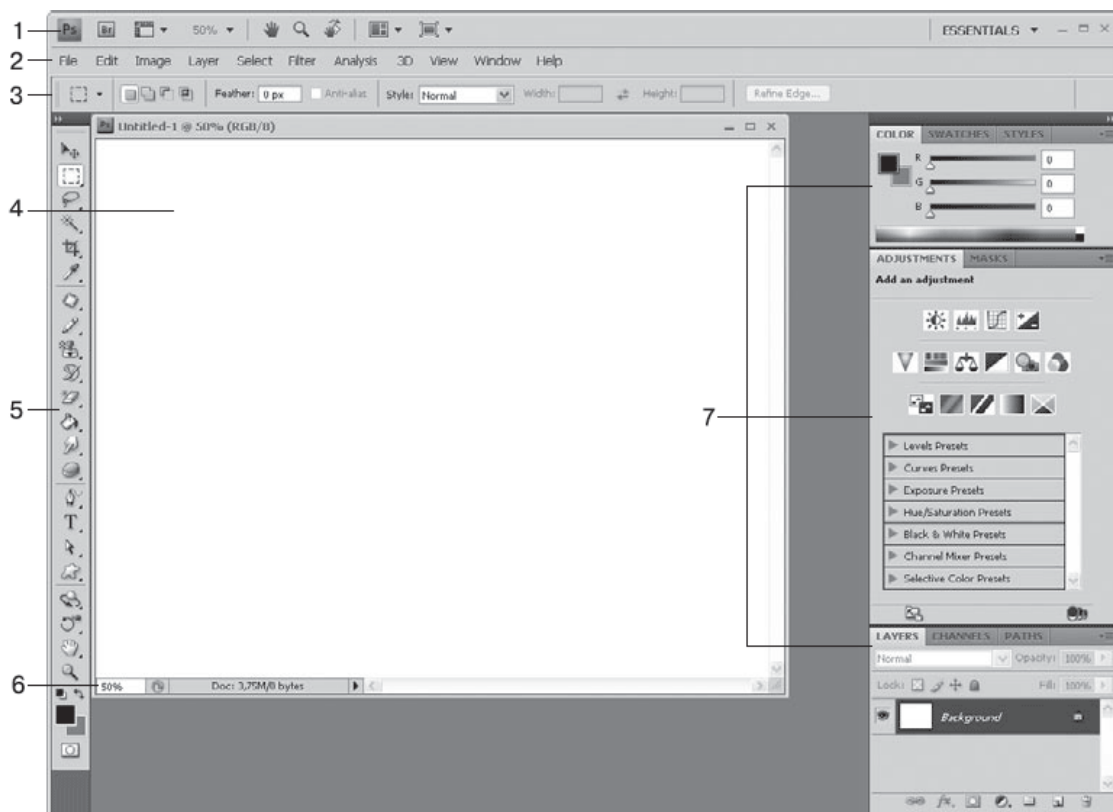 1 Ps Br 50% ESSENTIALS
2 File Edit Image Layer Select Filter Analysis 3D View Window Help
3 Feather: 0 px Anti-alias Style: Normal Width: Height: Refine Edge...
Untitled-1 @ 50% (RGB/8)
COLOR SWATCHES STYLES
R 0
G 0
B 0
4
ADJUSTMENTS MASKS
Add an adjustment
5
7
Levels Presets
Curves Presets
Exposure Presets
Hue/Saturation Presets
Black & White Presets
Channel Mixer Presets
Selective Color Presets
T
LAYERS CHANNELS PATHS
Normal Opacity: 100%
Lock: Fill: 100%
6 50% Doc: 3,75M/0 bytes
Background
fx